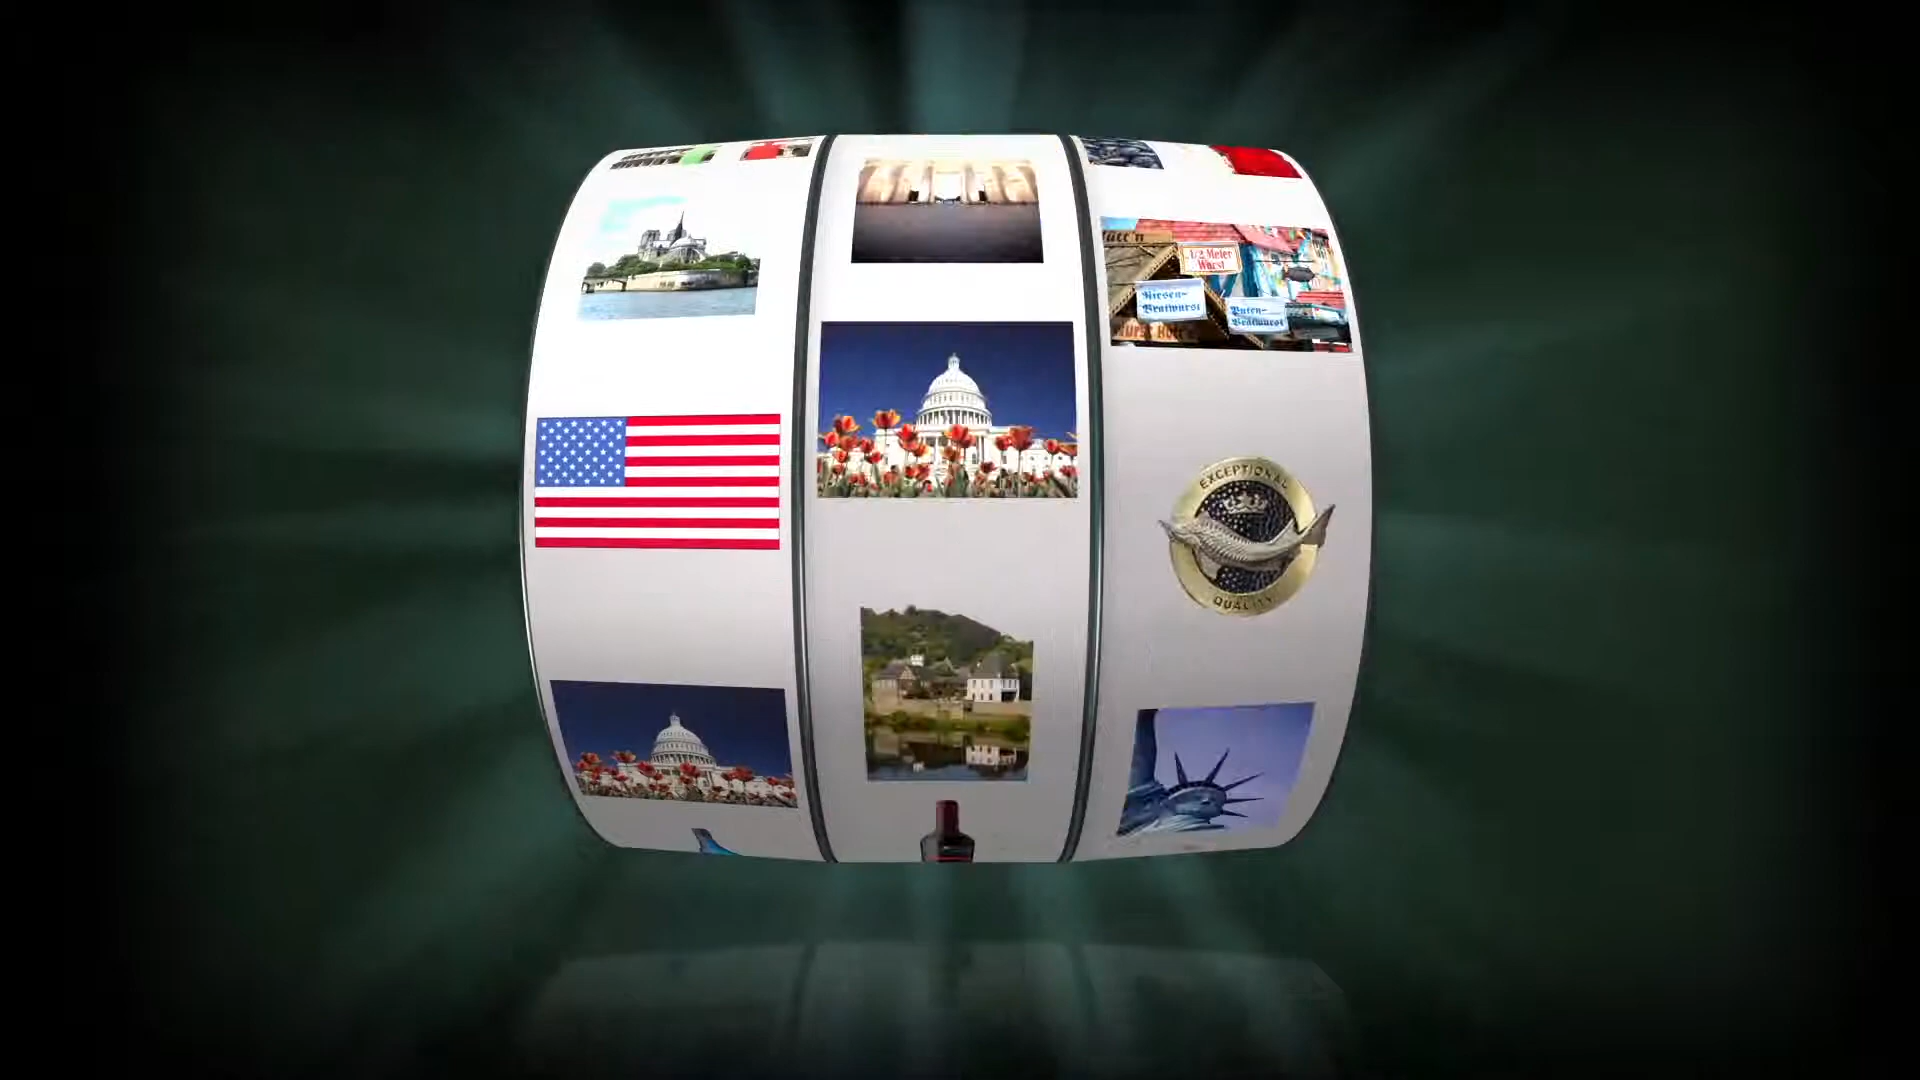 1/2 Meter
Wurst
Riesen-
Bratwurst
Puten-
Bratwurst
EXCEPTIONAL
QUALITY